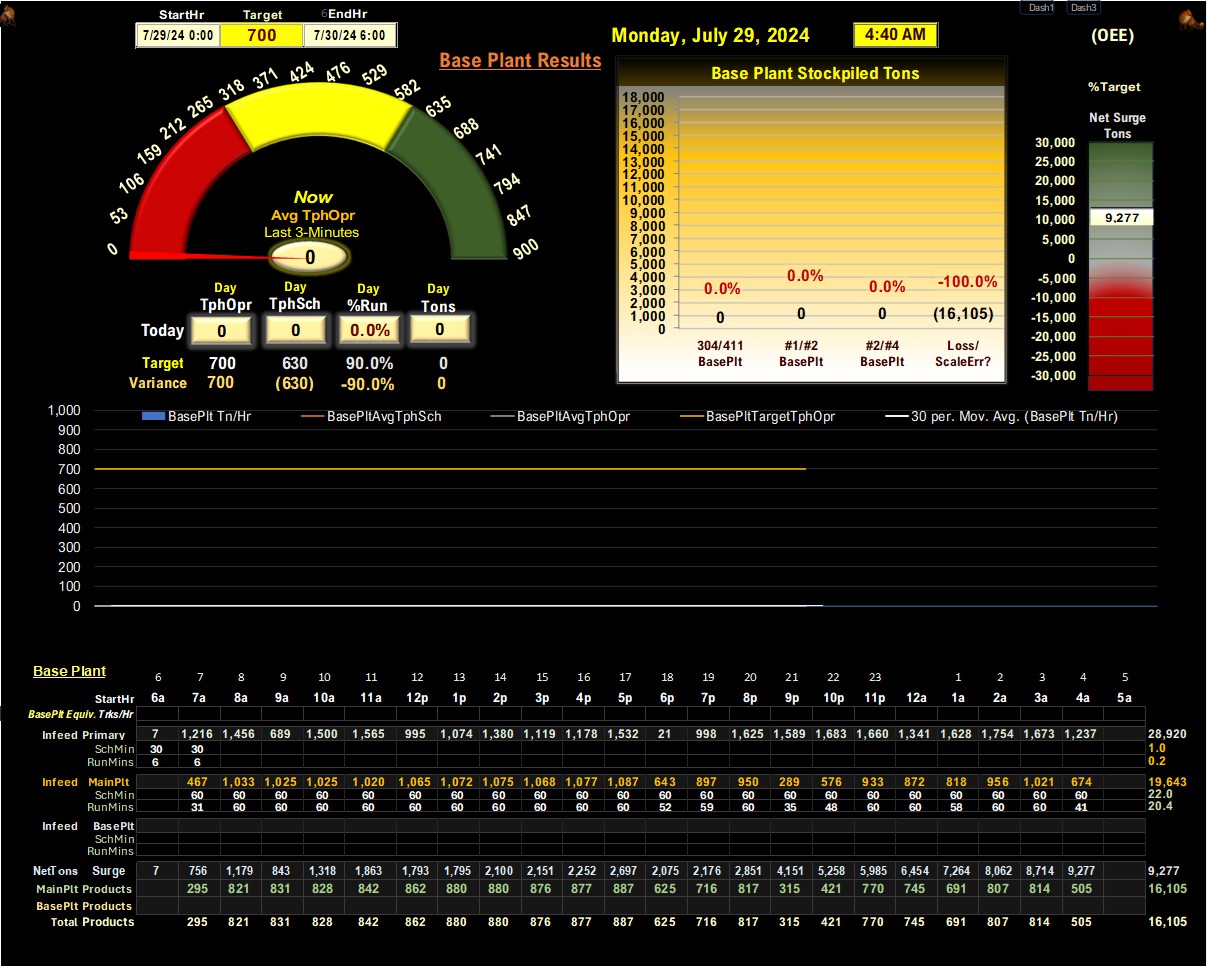 Dash1 Dash3
StartHr Target 6EndHr
7/29/24 0:00 700 7/30/24 6:00
Monday, July 29, 2024 4:40 AM (OEE)
Base Plant Results
0 53 106 159 212 265 318 371 424 476 529 582 635 688 741 794 847 900
Now
Avg TphOpr
Last 3-Minutes
0
Day Day Day Day
TphOpr TphSch %Run Tons
Today 0 0 0.0% 0
Target 700 630 90.0% 0
Variance 700 (630) -90.0% 0
Base Plant Stockpiled Tons
18,000
17,000
16,000
15,000
14,000
13,000
12,000
11,000
10,000
9,000
8,000
7,000
6,000
5,000
4,000
3,000
2,000
1,000
0
0.0% 0.0% 0.0% -100.0%
0 0 0 (16,105)
304/411 #1/#2 #2/#4 Loss/
BasePlt BasePlt BasePlt ScaleErr?
%Target
Net Surge
Tons
30,000
25,000
20,000
15,000
10,000
5,000
0
-5,000
-10,000
-15,000
-20,000
-25,000
-30,000
9,277
BasePlt Tn/Hr BasePltAvgTphSch BasePltAvgTphOpr BasePltTargetTphOpr 30 per. Mov. Avg. (BasePlt Tn/Hr)
1,000
900
800
700
600
500
400
300
200
100
0
Base Plant 6 7 8 9 10 11 12 13 14 15 16 17 18 19 20 21 22 23 1 2 3 4 5
StartHr 6a 7a 8a 9a 10a 11a 12p 1p 2p 3p 4p 5p 6p 7p 8p 9p 10p 11p 12a 1a 2a 3a 4a 5a
BasePlt Equiv. Trks/Hr
Infeed Primary 7 1,216 1,456 689 1,500 1,565 995 1,074 1,380 1,119 1,178 1,532 21 998 1,625 1,589 1,683 1,660 1,341 1,628 1,754 1,673 1,237 28,920
SchMin 30 30 1.0
RunMins 6 6 0.2
Infeed MainPlt 467 1,033 1,025 1,025 1,020 1,065 1,072 1,075 1,068 1,077 1,087 643 897 950 289 576 933 872 818 956 1,021 674 19,643
SchMin 60 60 60 60 60 60 60 60 60 60 60 60 60 60 60 60 60 60 60 60 60 60 22.0
RunMins 31 60 60 60 60 60 60 60 60 60 60 52 59 60 35 48 60 60 58 60 60 41 20.4
Infeed BasePlt
SchMin
RunMins
NetTons Surge 7 756 1,179 843 1,318 1,863 1,793 1,795 2,100 2,151 2,252 2,697 2,075 2,176 2,851 4,151 5,258 5,985 6,454 7,264 8,062 8,714 9,277 9,277
MainPlt Products 295 821 831 828 842 862 880 880 876 877 887 625 716 817 315 421 770 745 691 807 814 505 16,105
BasePlt Products
Total Products 295 821 831 828 842 862 880 880 876 877 887 625 716 817 315 421 770 745 691 807 814 505 16,105